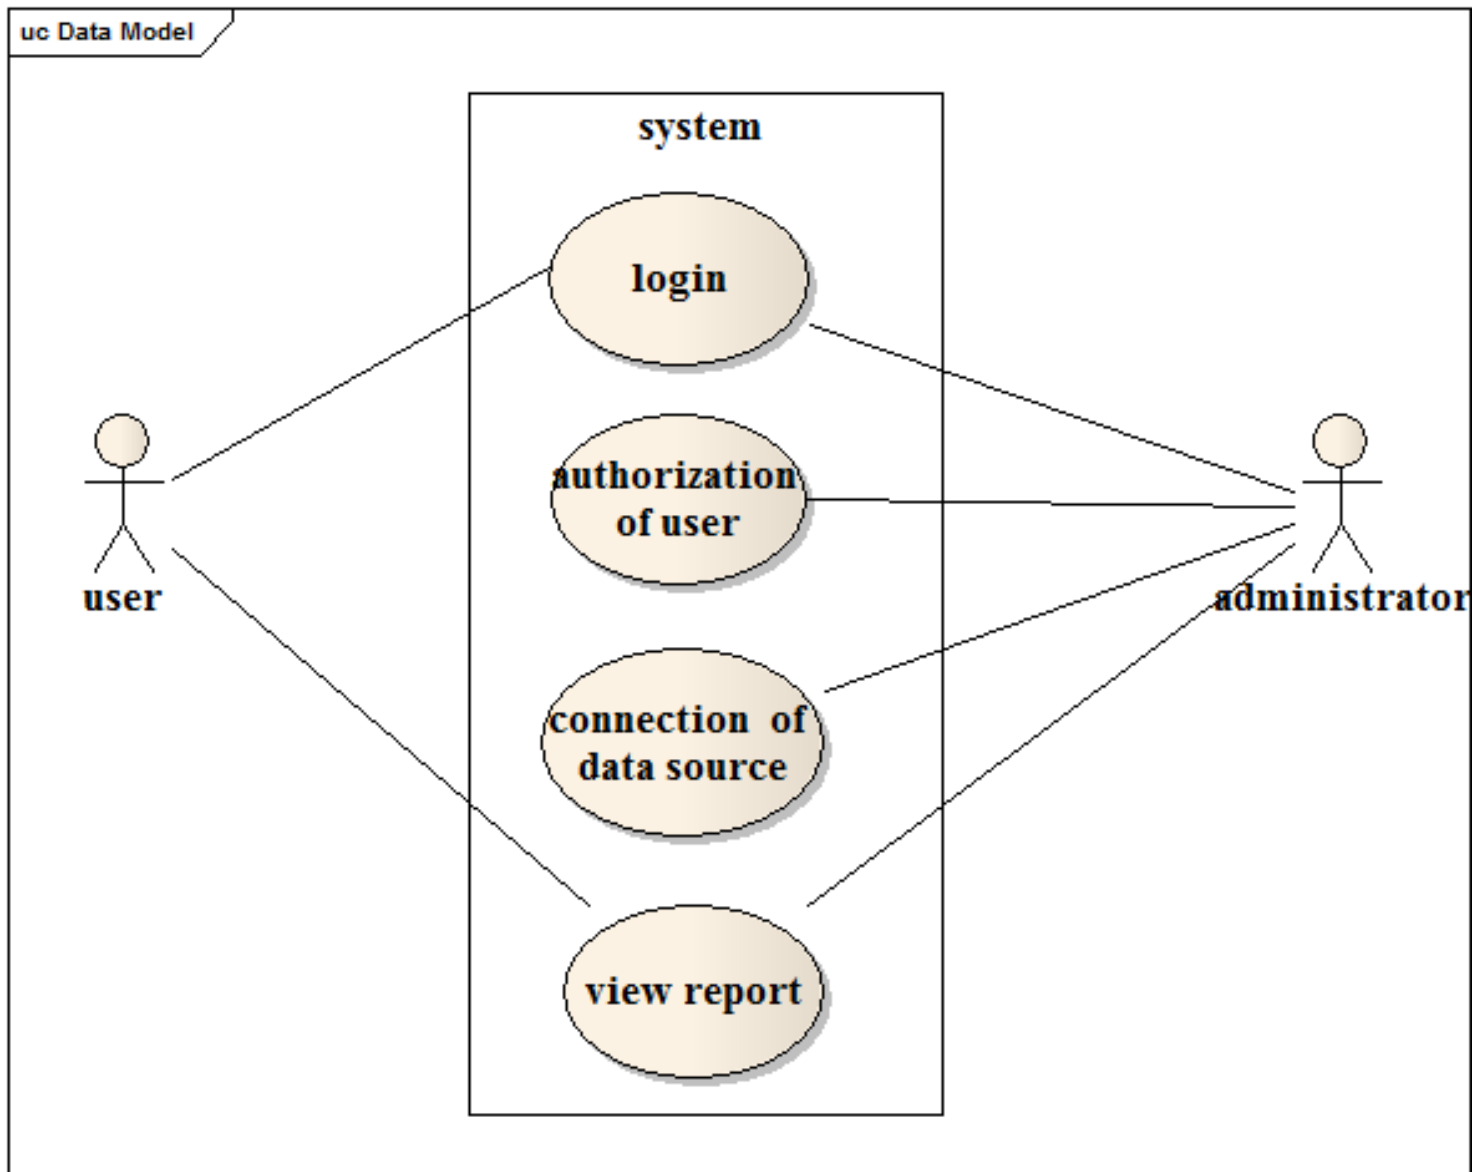 uc Data Model
system
login
authorization
of user
user
administrator
connection of
data source
view report